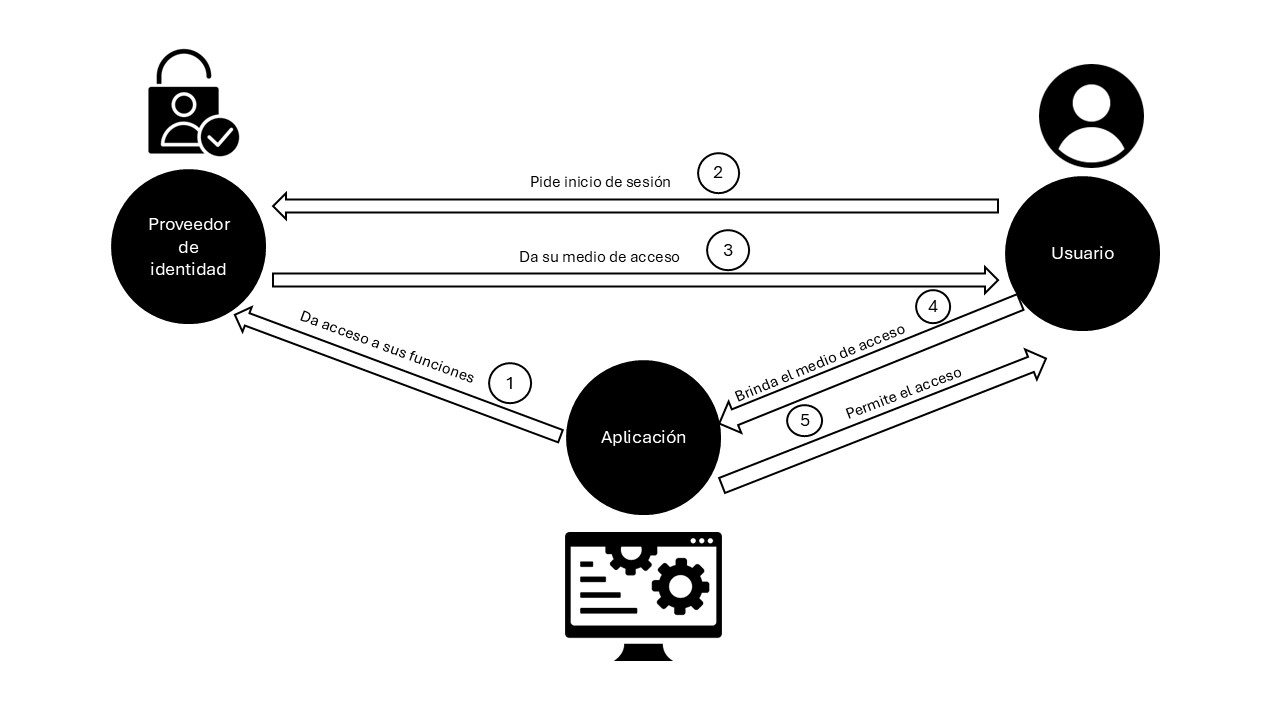 2
Pide inicio de sesión
Proveedor
de
identidad
Usuario
3
Da su medio de acceso
4
Da acceso a sus funciones
Brinda el medio de acceso
1
Permite el acceso
5
Aplicación